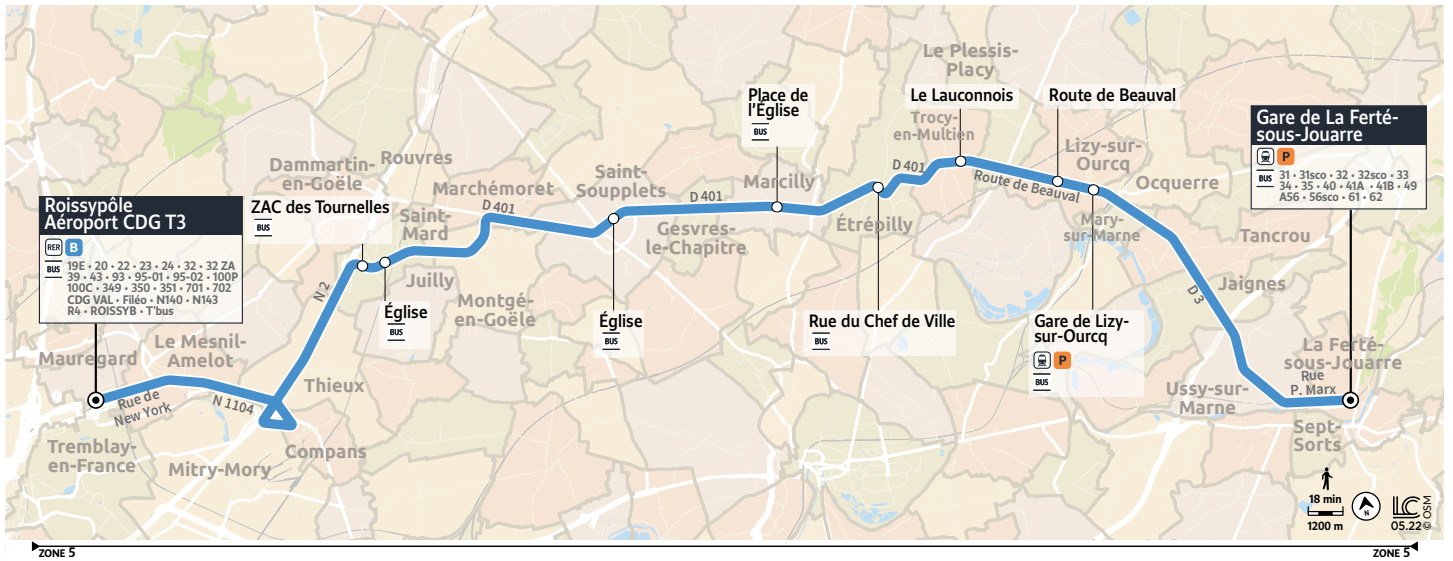 Le Plessis-
Placy
Place de
l'Église
BUS
Le Lauconnois
Route de Beauval
Trocy-
en-Multien
Gare de La Ferté-
sous-Jouarre
P
BUS
31 • 31sco • 32 • 32sco • 33
34 • 35 • 40 • 41A • 41B • 49
A56 • 56sco • 61 • 62
Dammartin-
en-Goële
Rouvres
Saint-
Soupplets
Marchémoret
D 401
D 401
Marcilly
D 401
Route de Beauval
Lizy-sur-
Ourcq
Ocquerre
Roissypôle
Aéroport CDG T3
RER B
BUS
19E • 20 • 22 • 23 • 24 • 32 • 32 ZA
39 • 43 • 93 • 95-01 • 95-02 • 100P
100C • 349 • 350 • 351 • 701 • 702
CDG VAL • Filéo • N140 • N143
R4 • ROISSYB • T'bus
ZAC des Tournelles
BUS
Saint-
Mard
Juilly
Gesvres-
le-Chapitre
Étrépilly
Mary-
sur-Marne
Tancrou
Jaignes
N 2
D 3
Montgé-
en-Goële
Église
BUS
Église
BUS
Rue du Chef de Ville
BUS
Gare de Lizy-
sur-Ourcq
P
BUS
Mauregard
Le Mesnil-
Amelot
Thieux
Rue de
New York
N 1104
Compans
Tremblay-
en-France
Mitry-Mory
La Ferté-
sous-Jouarre
Rue
P. Marx
Ussy-sur-
Marne
Sept-
Sorts
18 min
1200 m
N
LC
05.22
© OSM
ZONE 5
ZONE 5